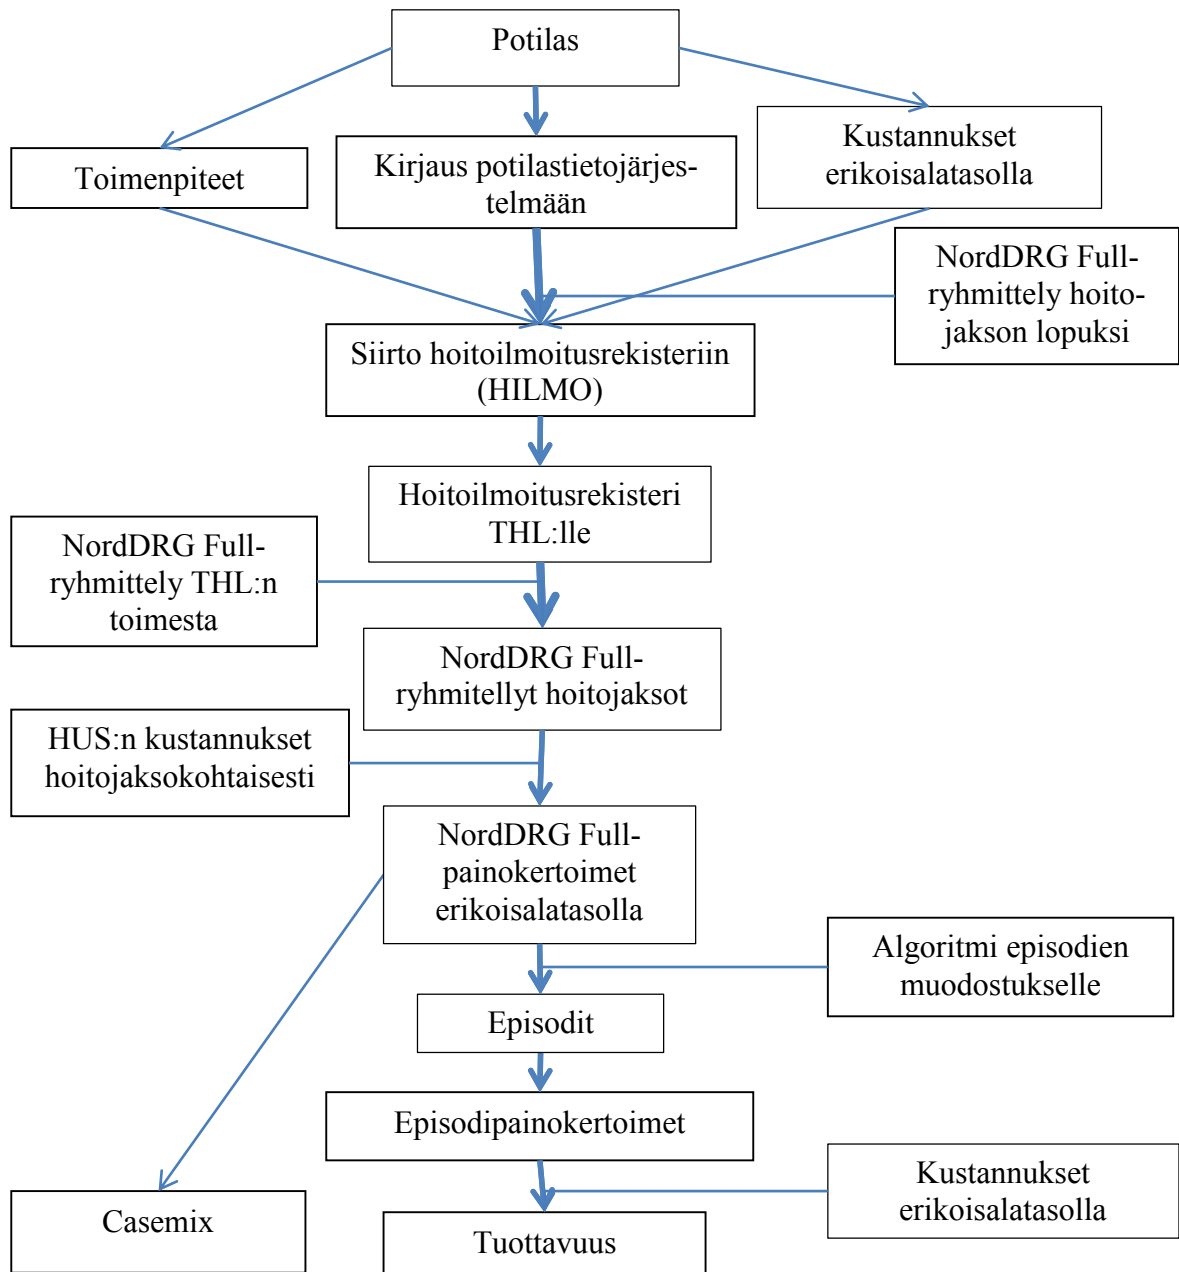 Potilas
Toimenpiteet
Kirjaus potilastietojärjes-
telmään
Kustannukset
erikoisalatasolla
NordDRG Full-
ryhmittely hoito-
jakson lopuksi
Siirto hoitoilmoitusrekisteriin
(HILMO)
Hoitoilmoitusrekisteri
THL:lle
NordDRG Full-
ryhmittely THL:n
toimesta
NordDRG Full-
ryhmitellyt hoitojaksot
HUS:n kustannukset
hoitojaksokohtaisesti
NordDRG Full-
painokertoimet
erikoisalatasolla
Algoritmi episodien
muodostukselle
Episodit
Episodipainokertoimet
Kustannukset
erikoisalatasolla
Casemix
Tuottavuus